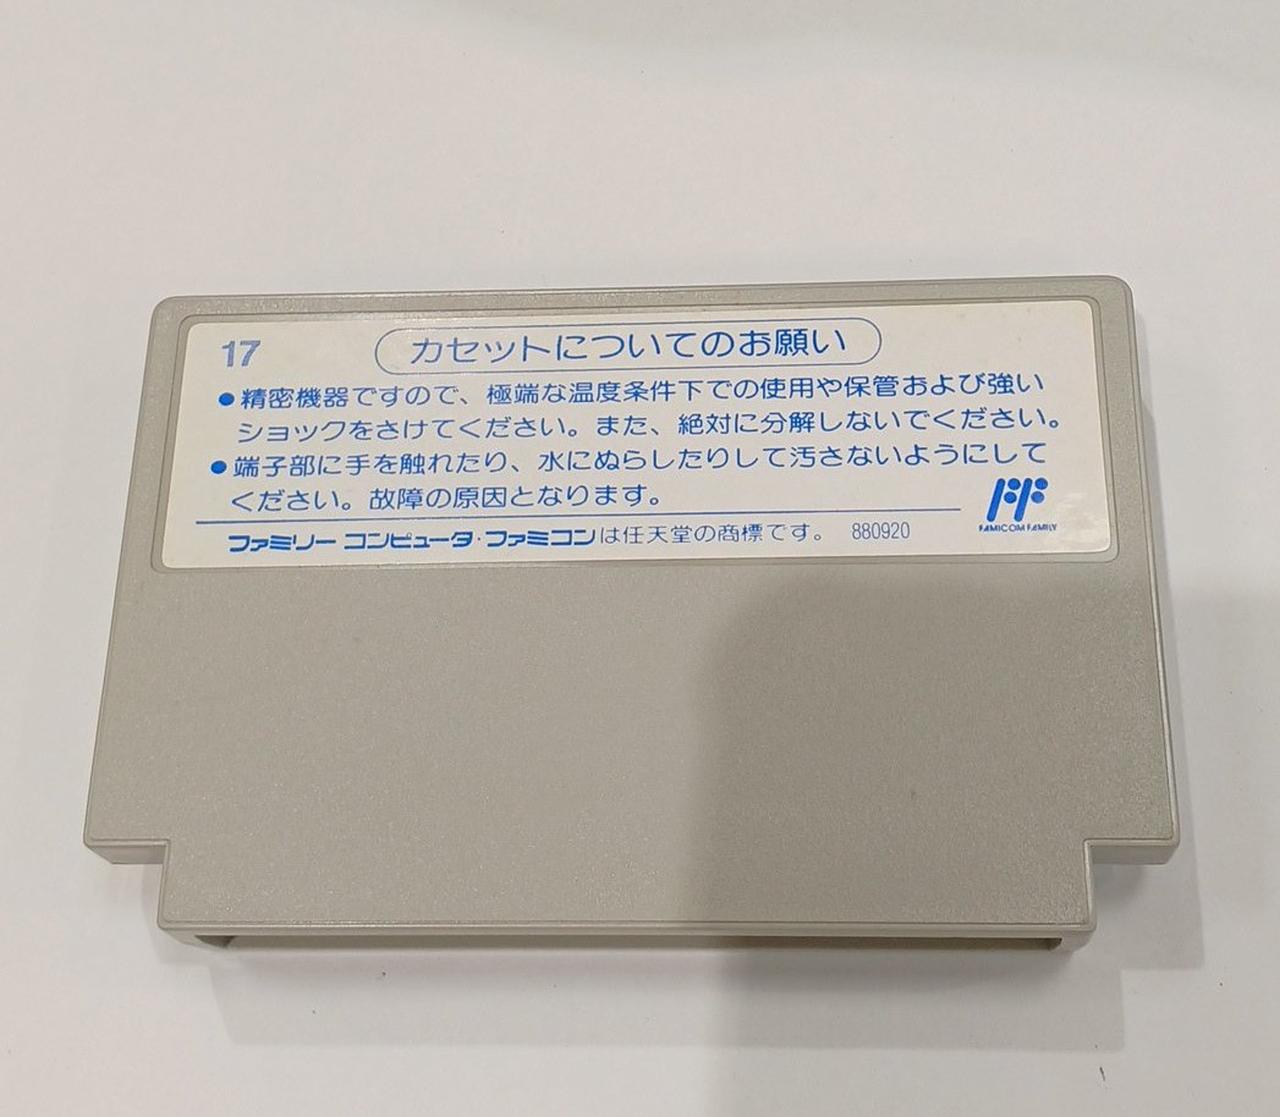 17
カセットについてのお願い
●精密機器ですので、極端な温度条件下での使用や保管および強い
ショックをさけてください。また、絶対に分解しないでください。
●端子部に手を触れたり、水にぬらしたりして汚さないようにして
ください。故障の原因となります。
FF
FAMICOM FAMILY
ファミリー コンピュータ・ファミコンは任天堂の商標です。 880920